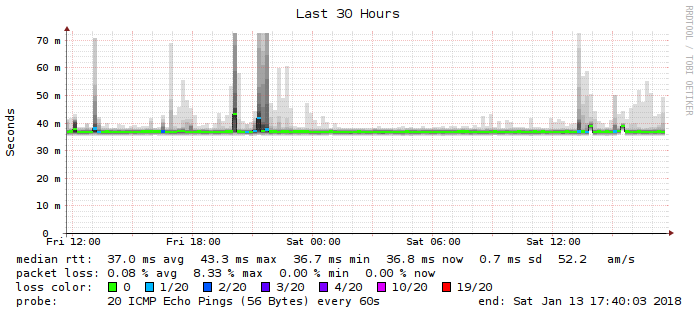 Last 30 Hours
RRDTOOL / TOBI OETIKER
Seconds
70 m
60 m
50 m
40 m
30 m
20 m
10 m
0
Fri 12:00 Fri 18:00 Sat 00:00 Sat 06:00 Sat 12:00
median rtt: 37.0 ms avg 43.3 ms max 36.7 ms min 36.8 ms now 0.7 ms sd 52.2 am/s
packet loss: 0.08 % avg 8.33 % max 0.00 % min 0.00 % now
loss color: 0 1/20 2/20 3/20 4/20 10/20 19/20
probe: 20 ICMP Echo Pings (56 Bytes) every 60s end: Sat Jan 13 17:40:03 2018